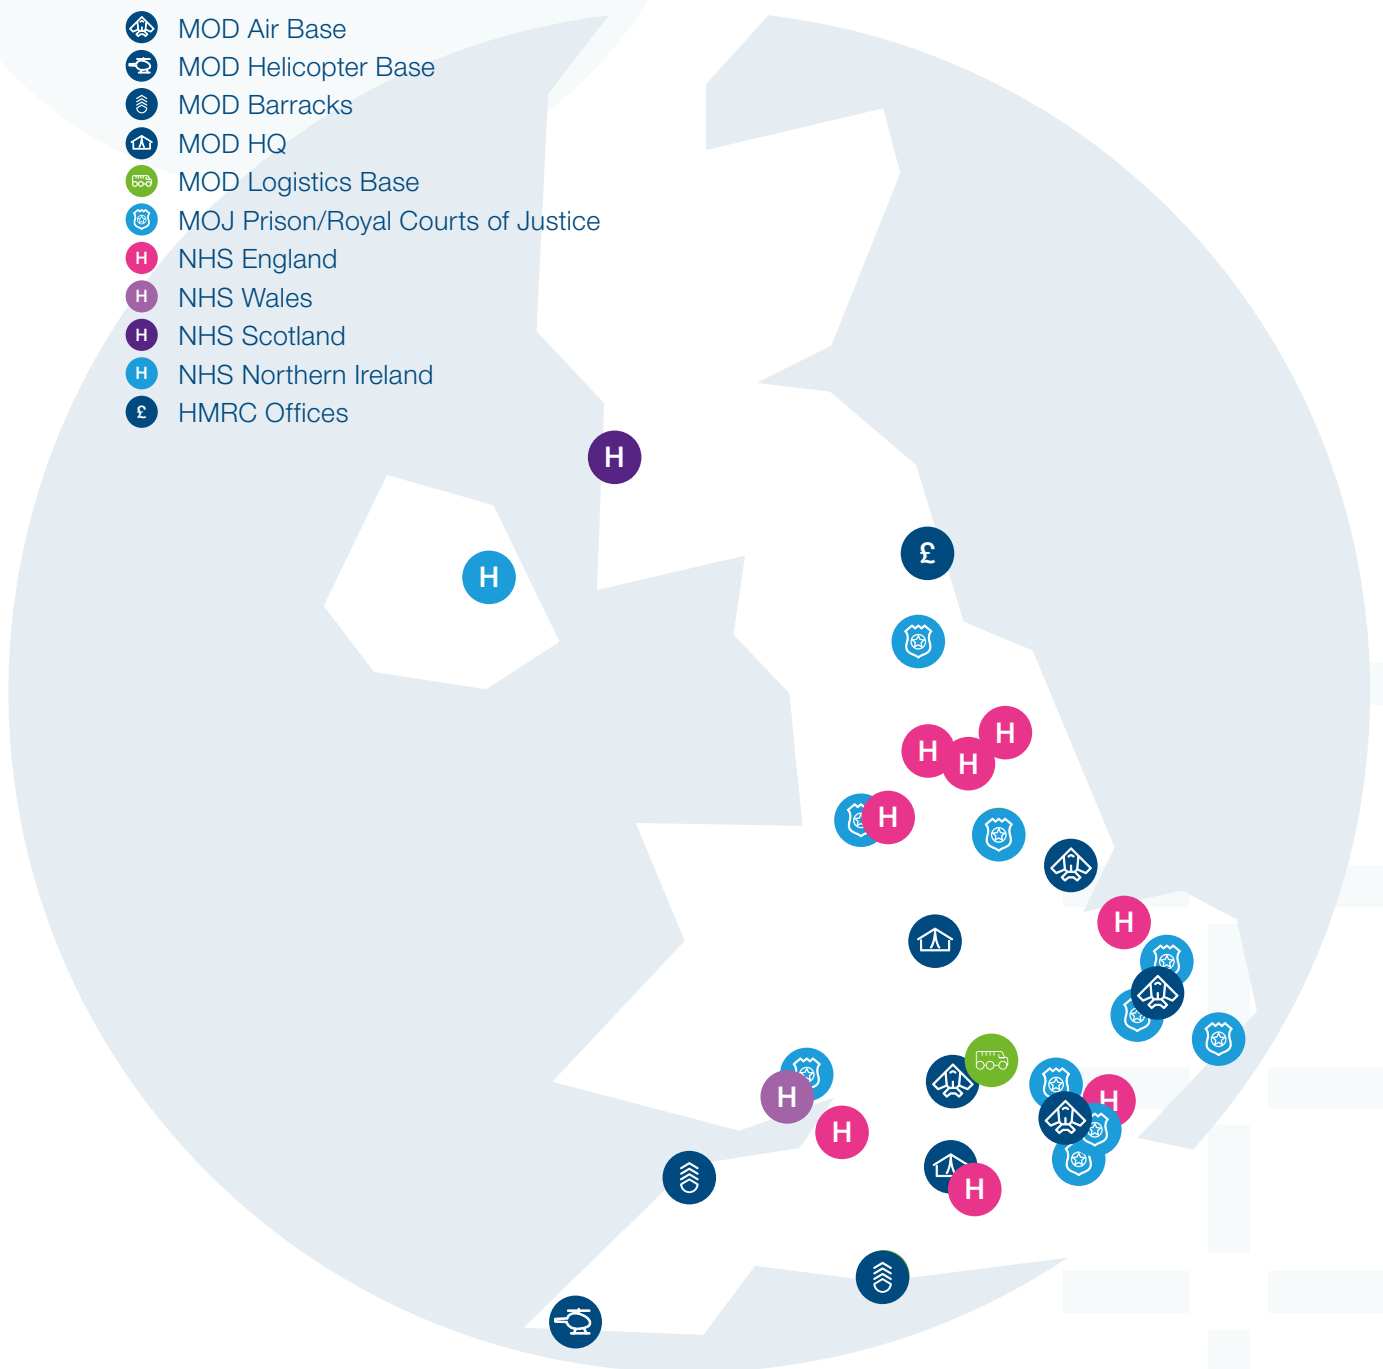 MOD Air Base
MOD Helicopter Base
MOD Barracks
MOD HQ
MOD Logistics Base
MOJ Prison/Royal Courts of Justice
H NHS England
H NHS Wales
H NHS Scotland
H NHS Northern Ireland
£ HMRC Offices
H
£
H
H
H
H
H
H
H
H
H
H